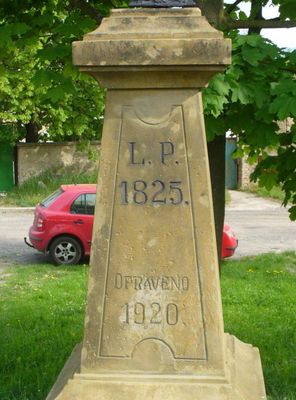 L. P.
1825.
OPRAVENO
1920.